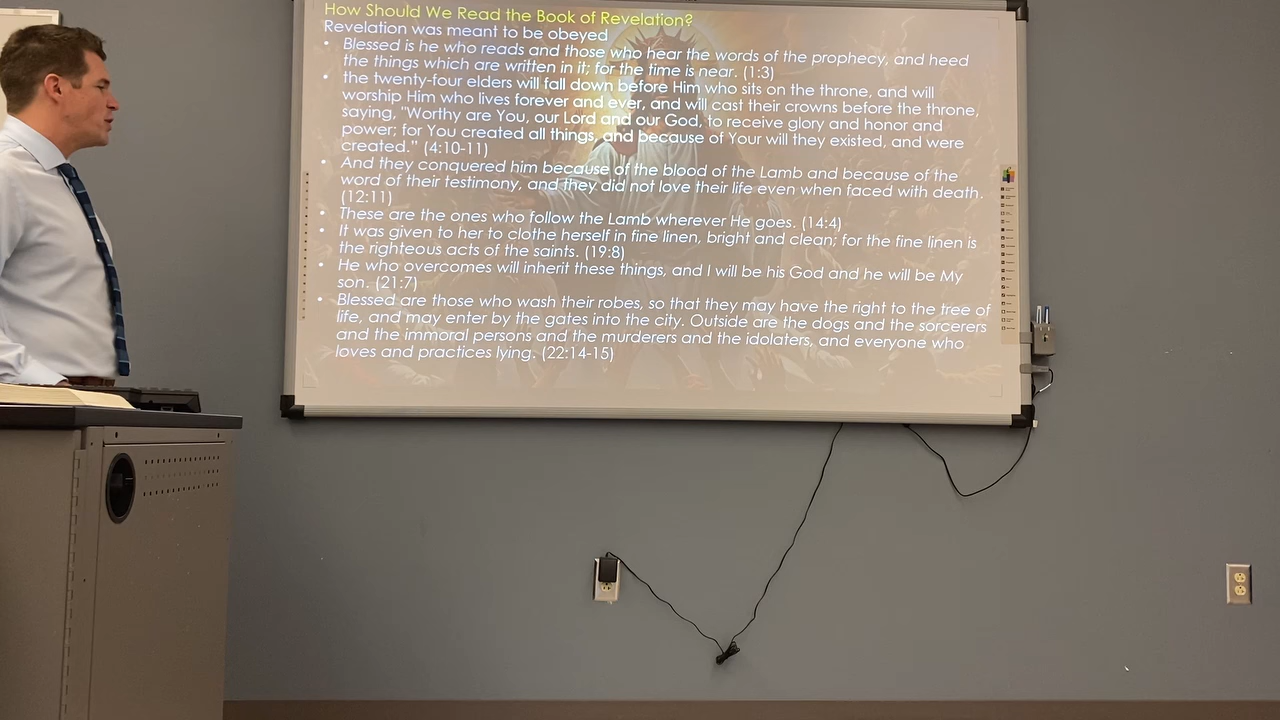 How Should We Read the Book of Revelation?
Revelation was meant to be obeyed
• Blessed is he who reads and those who hear the words of the prophecy, and heed
the things which are written in it; for the time is near. (1:3)
• the twenty-four elders will fall down before Him who sits on the throne, and will
worship Him who lives forever and ever, and will cast their crowns before the throne,
saying, "Worthy are You, our Lord and our God, to receive glory and honor and
power; for You created all things, and because of Your will they existed, and were
created." (4:10-11)
• And they conquered him because of the blood of the Lamb and because of the
word of their testimony, and they did not love their life even when faced with death.
(12:11)
• These are the ones who follow the Lamb wherever He goes. (14:4)
• It was given to her to clothe herself in fine linen, bright and clean; for the fine linen is
the righteous acts of the saints. (19:8)
• He who overcomes will inherit these things, and I will be his God and he will be My
son. (21:7)
• Blessed are those who wash their robes, so that they may have the right to the tree of
life, and may enter by the gates into the city. Outside are the dogs and the sorcerers
and the immoral persons and the murderers and the idolaters, and everyone who
loves and practices lying. (22:14-15)